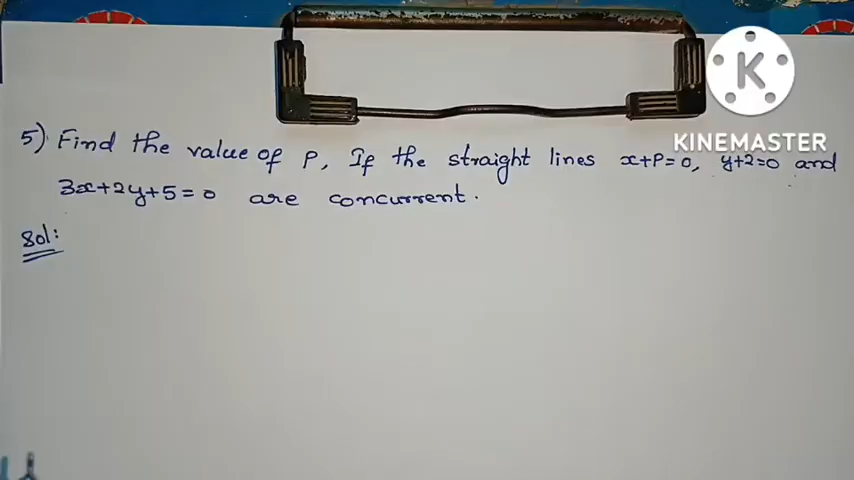 KINEMASTER
5) Find the value of P, If the straight lines x+P=0, y+2=0 and
3x+2y+5=0 are concurrent.
Sol: